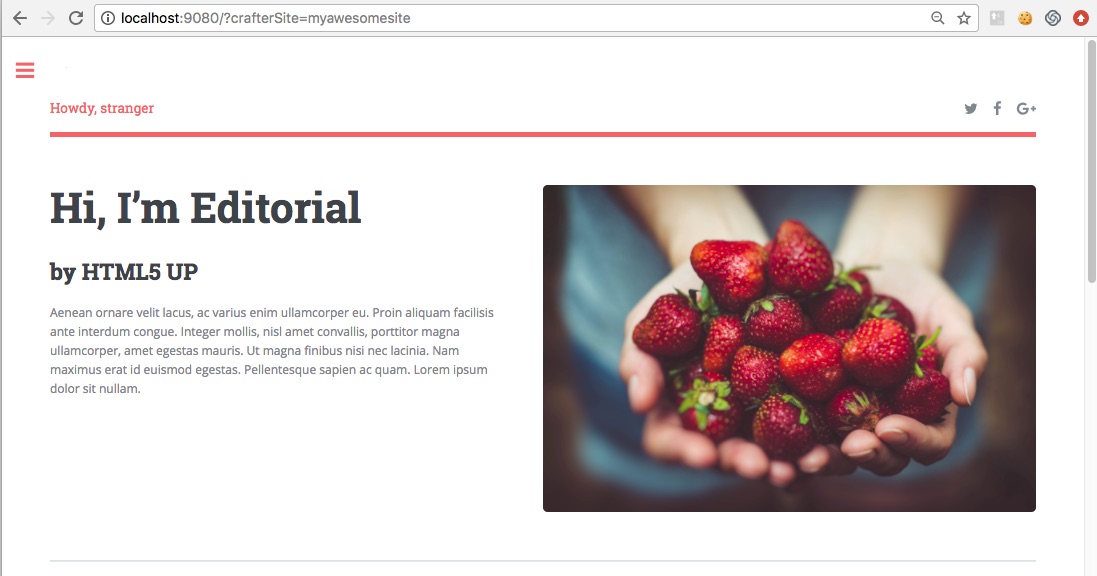 localhost:9080/?crafterSite=myawesomesite
Howdy, stranger
G+
Hi, I’m Editorial
by HTML5 UP
Aenean ornare velit lacus, ac varius enim ullamcorper eu. Proin aliquam facilisis
ante interdum congue. Integer mollis, nisl amet convallis, porttitor magna
ullamcorper, amet egestas mauris. Ut magna finibus nisi nec lacinia. Nam
maximus erat id euismod egestas. Pellentesque sapien ac quam. Lorem ipsum
dolor sit nullam.